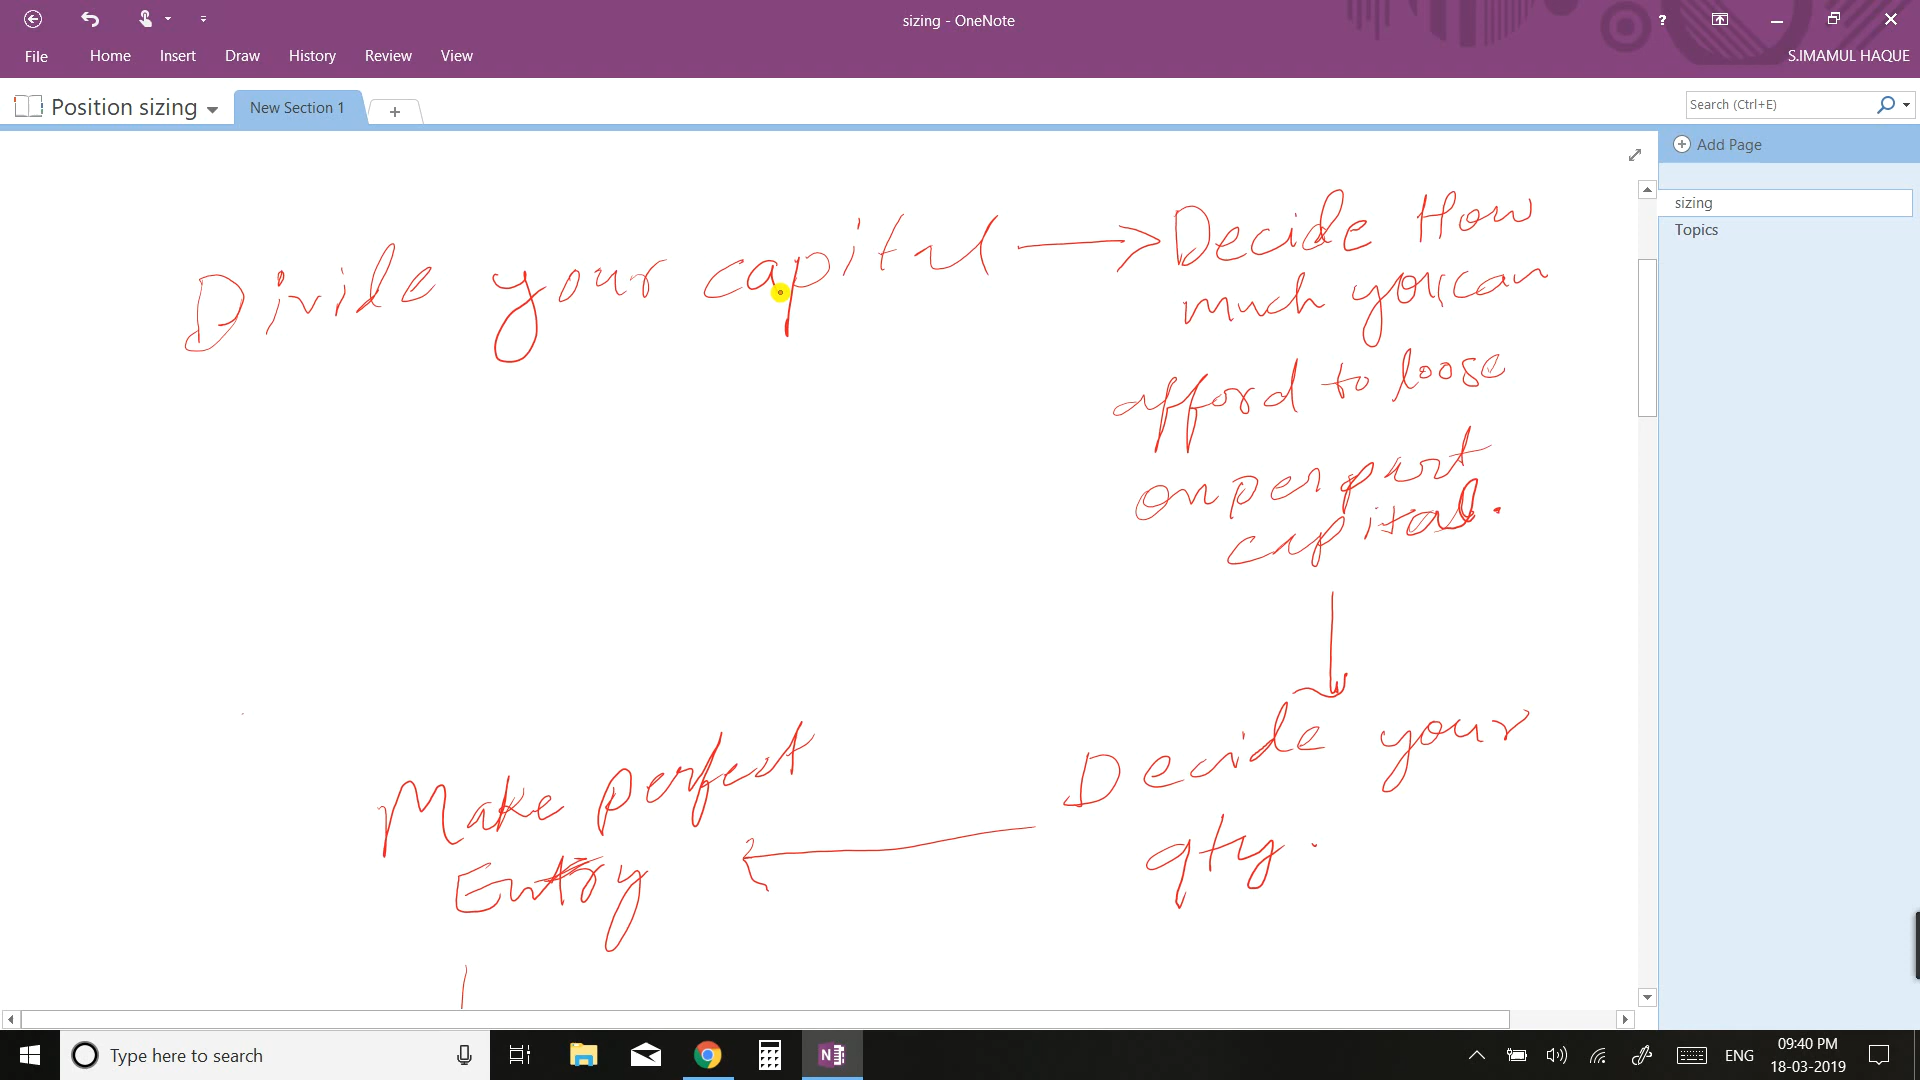 sizing - OneNote
?
File Home Insert Draw History Review View
S.IMAMUL HAQUE
Position sizing
New Section 1
+
Search (Ctrl+E)
Add Page
sizing
Topics
Divide your capital → Decide How
much you can
afford to loose
on per part
capital.
Decide your
qty.
Make perfect
Entry
Type here to search
N
ENG
09:40 PM
18-03-2019